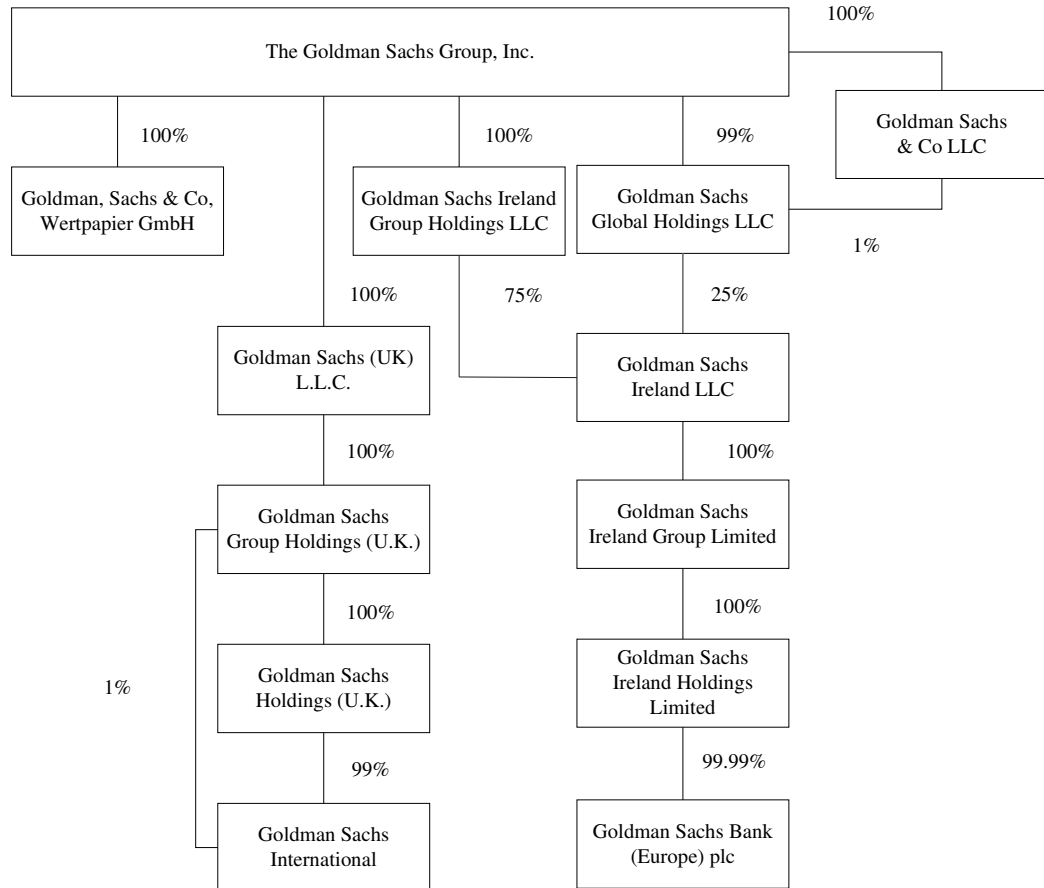 100%
The Goldman Sachs Group, Inc.
100%
100%
99%
Goldman Sachs
& Co LLC
Goldman, Sachs & Co,
Wertpapier GmbH
Goldman Sachs Ireland
Group Holdings LLC
Goldman Sachs
Global Holdings LLC
1%
100%
75%
25%
Goldman Sachs (UK)
L.L.C.
Goldman Sachs
Ireland LLC
100%
100%
Goldman Sachs
Group Holdings (U.K.)
Goldman Sachs
Ireland Group Limited
100%
100%
1%
Goldman Sachs
Holdings (U.K.)
Goldman Sachs
Ireland Holdings
Limited
99%
99.99%
Goldman Sachs
International
Goldman Sachs Bank
(Europe) plc